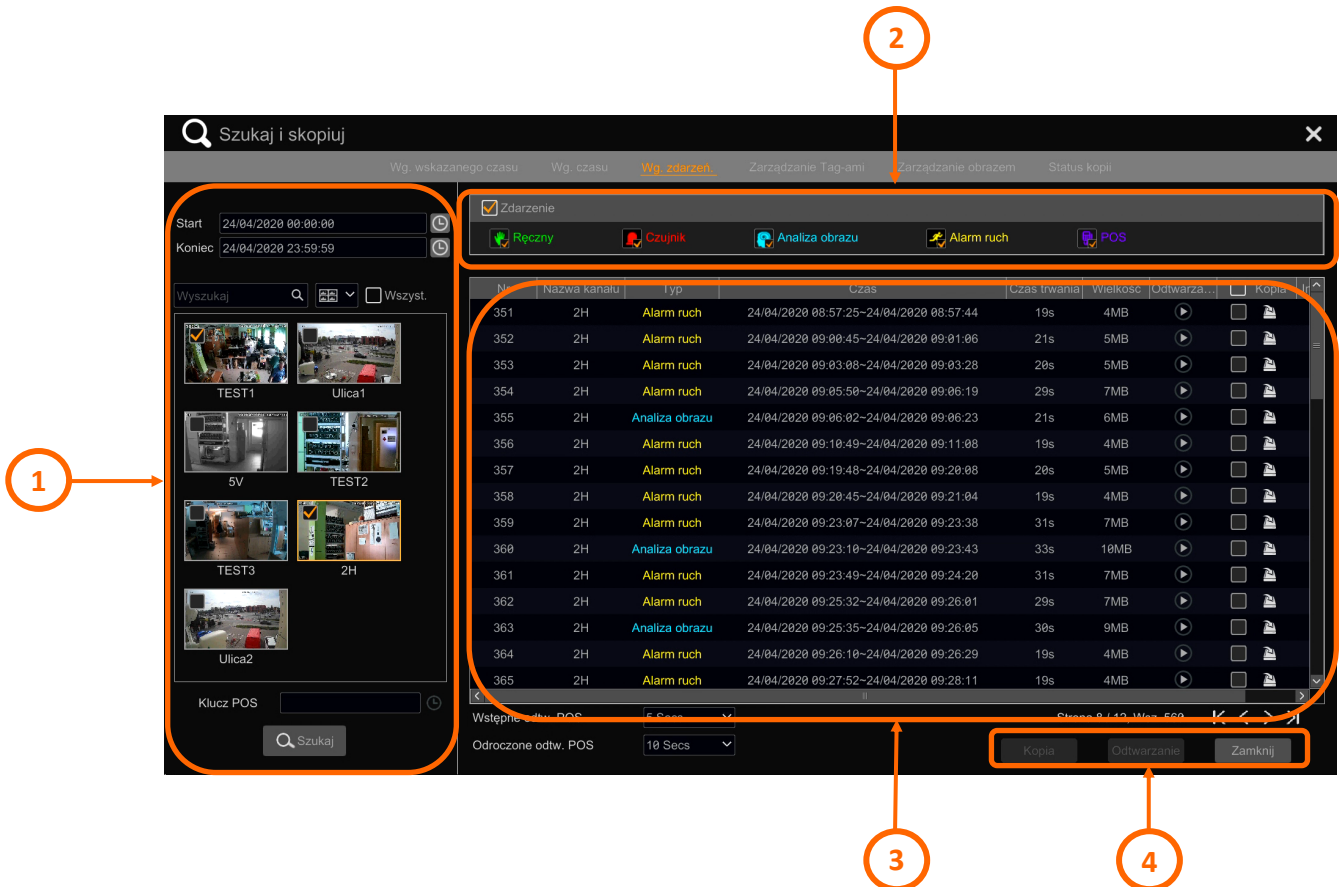 2
Szukaj i skopiuj
Wg. wskazanego czasu Wg. czasu Wg. zdarzeń. Zarządzanie Tag-ami Zarządzanie obrazem Status kopii
Start 24/04/2020 00:00:00
Koniec 24/04/2020 23:59:59
Wyszukaj Wszyst.
TEST1 Ulica1
5V TEST2
TEST3 2H
Ulica2
Klucz POS
Szukaj
1
Zdarzenie
Ręczny Czujnik Analiza obrazu Alarm ruch POS
Nazwa kanału Typ Czas Czas trwania Wielkość Odtwarza... Kopia
351 2H Alarm ruch 24/04/2020 08:57:25~24/04/2020 08:57:44 19s 4MB
352 2H Alarm ruch 24/04/2020 09:00:45~24/04/2020 09:01:06 21s 5MB
353 2H Alarm ruch 24/04/2020 09:03:08~24/04/2020 09:03:28 20s 5MB
354 2H Alarm ruch 24/04/2020 09:05:50~24/04/2020 09:06:19 29s 7MB
355 2H Analiza obrazu 24/04/2020 09:06:02~24/04/2020 09:06:23 21s 6MB
356 2H Alarm ruch 24/04/2020 09:10:49~24/04/2020 09:11:08 19s 4MB
357 2H Alarm ruch 24/04/2020 09:19:48~24/04/2020 09:20:08 20s 5MB
358 2H Alarm ruch 24/04/2020 09:20:45~24/04/2020 09:21:04 19s 4MB
359 2H Alarm ruch 24/04/2020 09:23:07~24/04/2020 09:23:38 31s 7MB
360 2H Analiza obrazu 24/04/2020 09:23:10~24/04/2020 09:23:43 33s 10MB
361 2H Alarm ruch 24/04/2020 09:23:49~24/04/2020 09:24:20 31s 7MB
362 2H Alarm ruch 24/04/2020 09:25:32~24/04/2020 09:26:01 29s 7MB
363 2H Analiza obrazu 24/04/2020 09:25:35~24/04/2020 09:26:05 30s 9MB
364 2H Alarm ruch 24/04/2020 09:26:10~24/04/2020 09:26:29 19s 4MB
365 2H Alarm ruch 24/04/2020 09:27:52~24/04/2020 09:28:11 19s 4MB
Wstępne odtw. POS 5 Secs Strona 8 / 12, Wsz. 560
Odroczone odtw. POS 10 Secs Kopia Odtwarzanie Zamknij
3 4